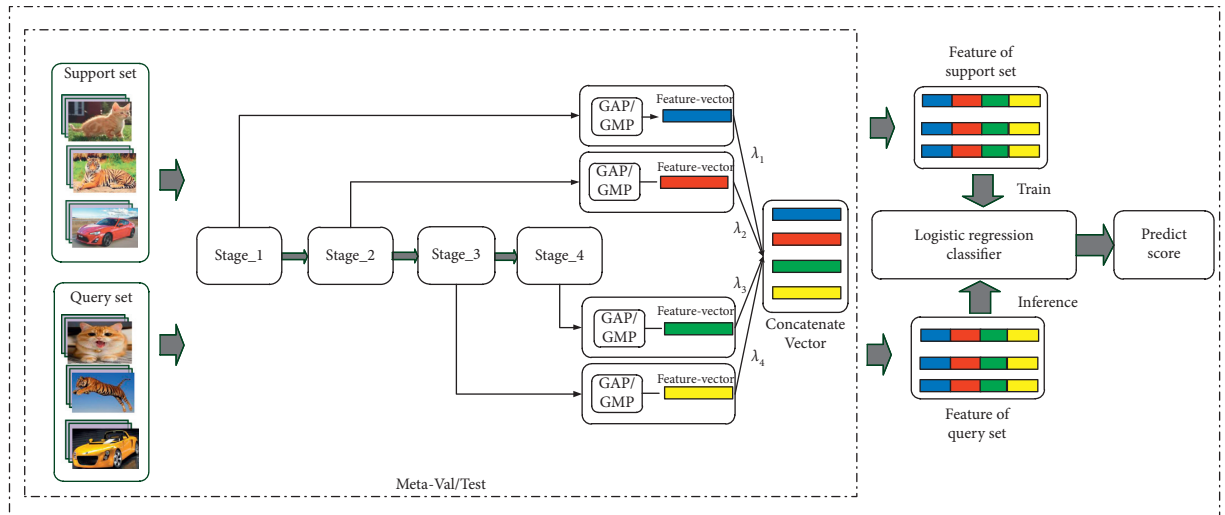 Support set
Query set
Stage_1
Stage_2
Stage_3
Stage_4
GAP/
GMP
Feature-vector
GAP/
GMP
Feature-vector
GAP/
GMP
Feature-vector
GAP/
GMP
Feature-vector
λ1
λ2
λ3
λ4
Concatenate
Vector
Meta-Val/Test
Feature of
support set
Train
Logistic regression
classifier
Predict
score
Inference
Feature of
query set